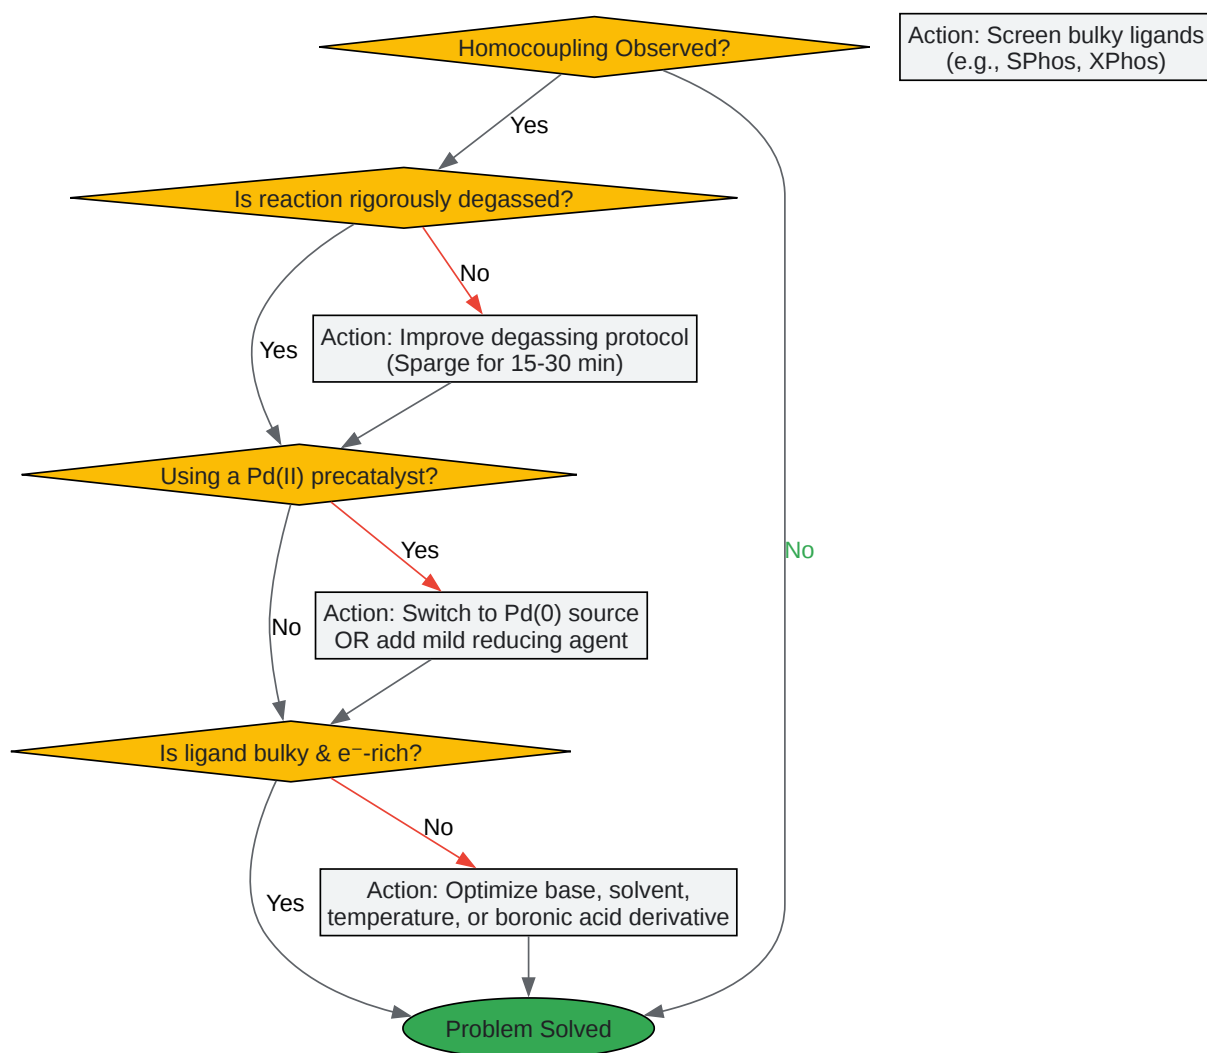 Homocoupling Observed?
Action: Screen bulky ligands
(e.g., SPhos, XPhos)
Yes
Is reaction rigorously degassed?
No
Action: Improve degassing protocol
(Sparge for 15-30 min)
Yes
Using a Pd(II) precatalyst?
Yes
No
Action: Switch to Pd(0) source
OR add mild reducing agent
No
Is ligand bulky & e⁻-rich?
No
Action: Optimize base, solvent,
temperature, or boronic acid derivative
Yes
Problem Solved